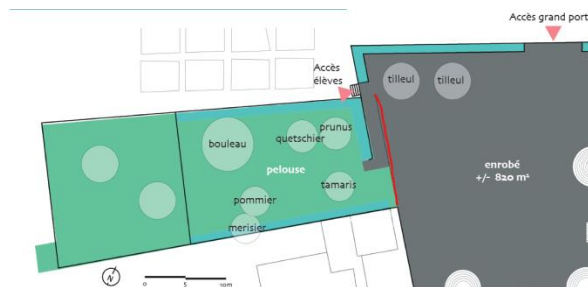 Accès grand port
Accès
élèves
tilleul
tilleul
prunus
quetschier
bouleau
pelouse
enrobé
+/- 820 m²
tamaris
pommier
merisier
N
0 5 10m